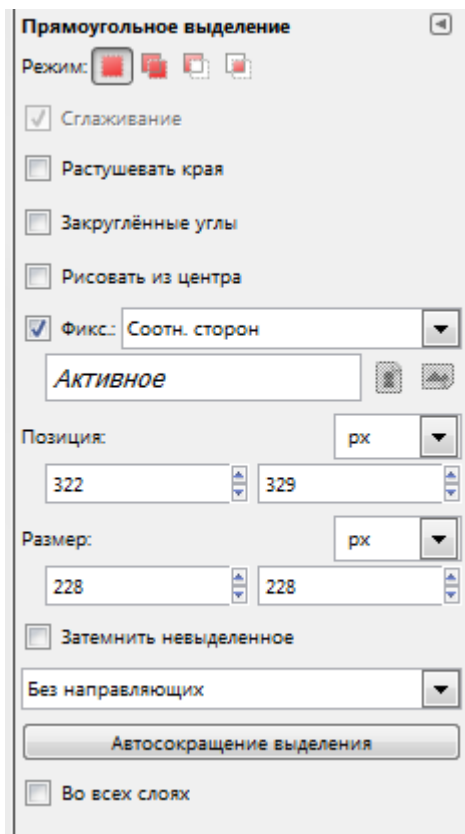 Прямоугольное выделение
Режим:
Сглаживание
Растушевать края
Закруглённые углы
Рисовать из центра
Фикс.: Соотн. сторон
Активное
Позиция: px
322 329
Размер: px
228 228
Затемнить невыделенное
Без направляющих
Автосокращение выделения
Во всех слоях